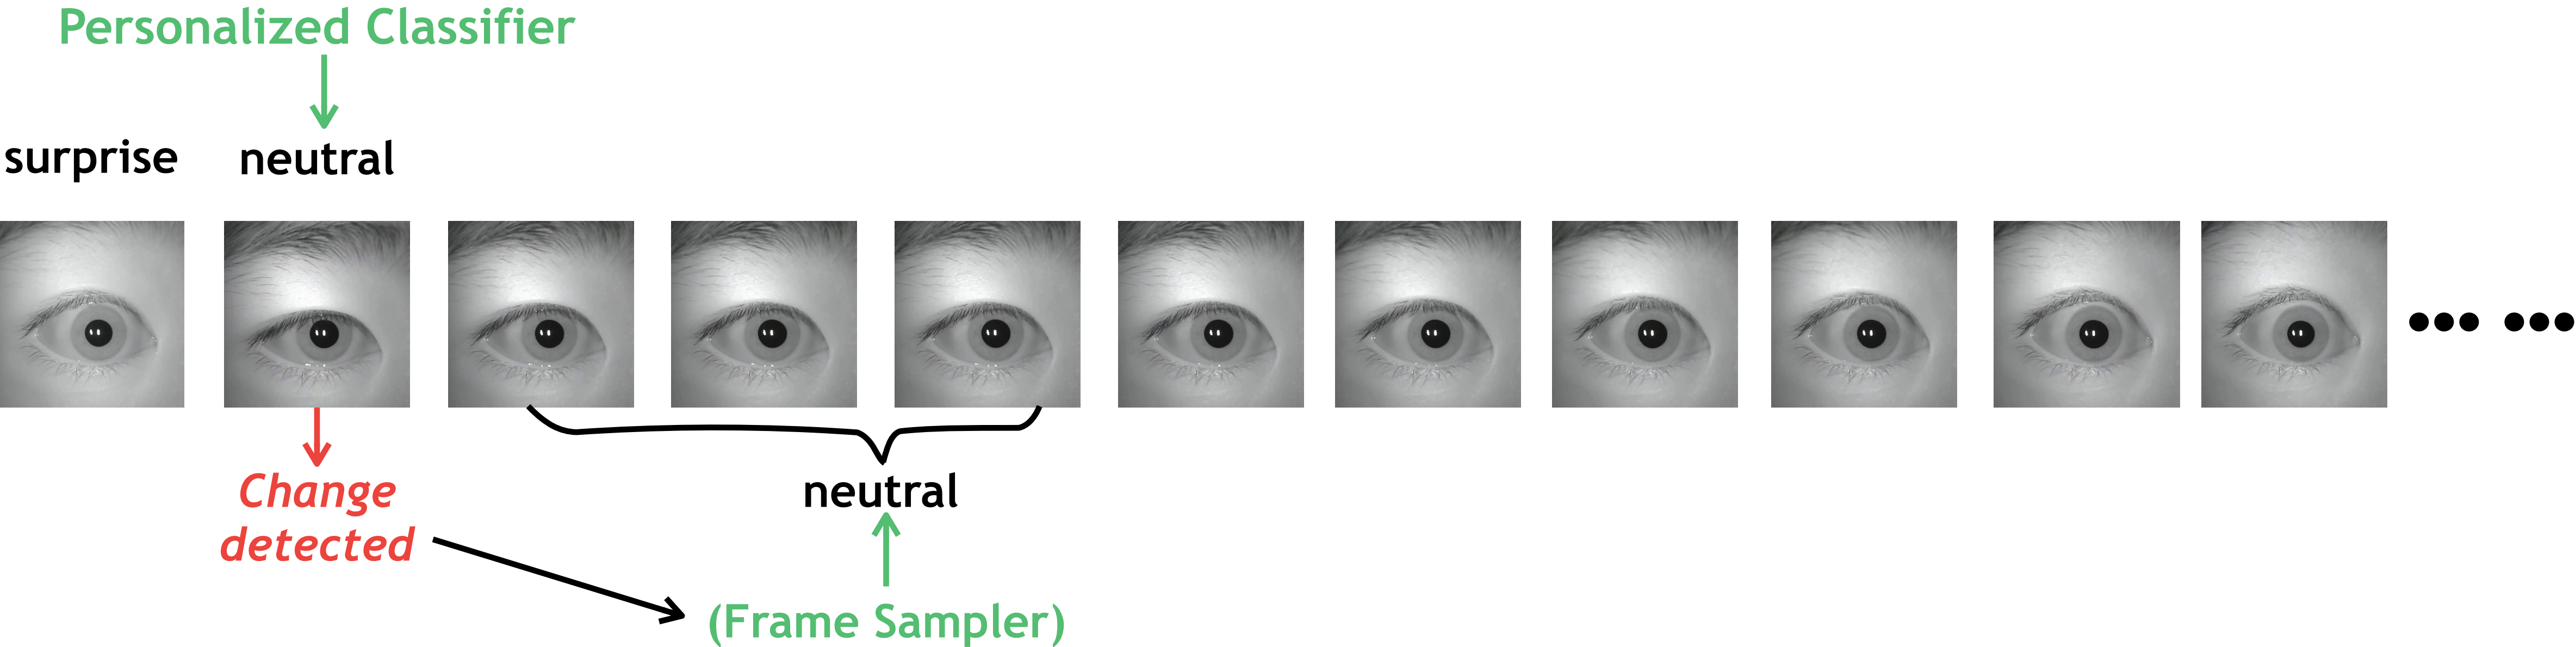 Personalized Classifier
surprise neutral
Change
detected
neutral
(Frame Sampler)